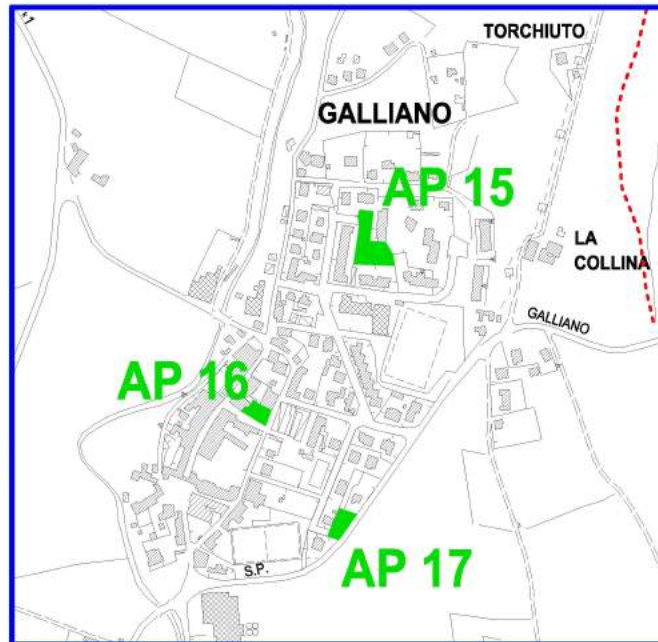 TORCHIUTO
GALLIANO
AP 15
LA
COLLINA
GALLIANO
AP 16
AP 17
S.P.